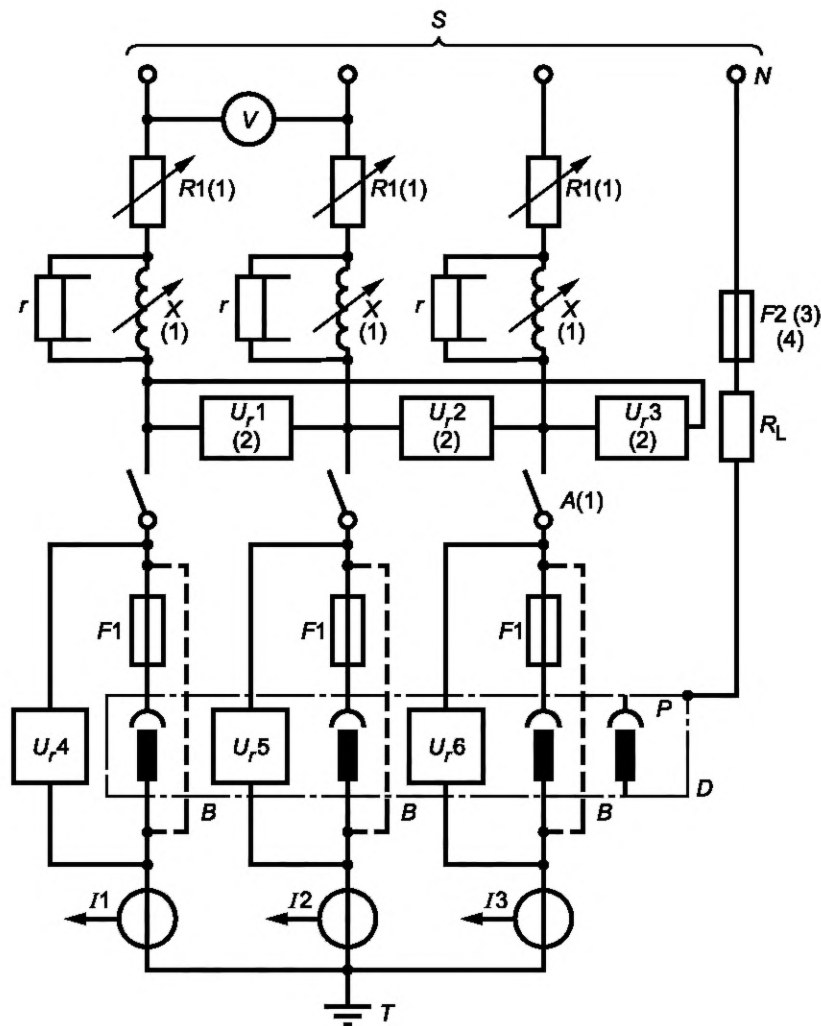 S
N
V
R1(1) R1(1) R1(1)
r X r X r X F2 (3)
(1) (1) (1) (4)
Ur1 Ur2 Ur3 RL
(2) (2) (2)
A(1)
F1 F1 F1
P
Ur4 Ur5 Ur6
D
B B B
I1 I2 I3
T